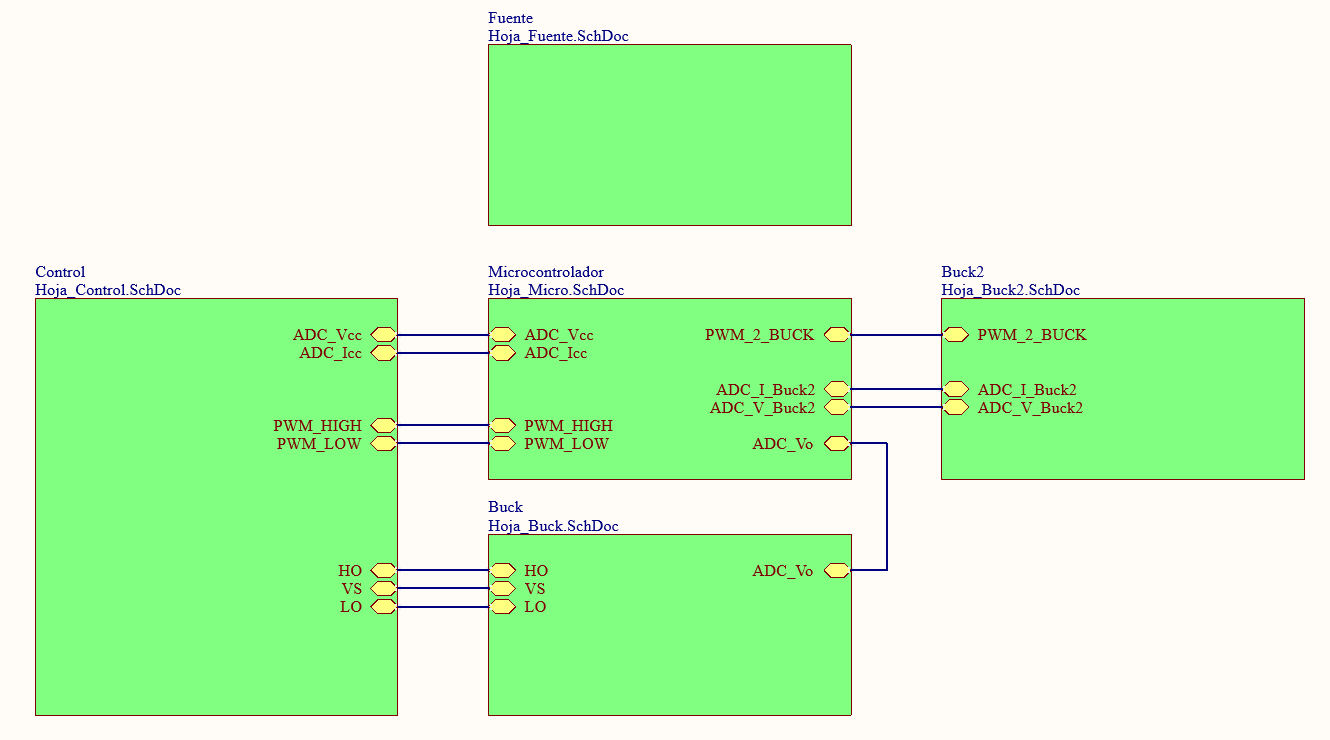 Fuente
Hoja_Fuente.SchDoc
Control
Hoja_Control.SchDoc
ADC_Vcc
ADC_Icc
PWM_HIGH
PWM_LOW
HO
VS
LO
Microcontrolador
Hoja_Micro.SchDoc
ADC_Vcc
ADC_Icc
PWM_HIGH
PWM_LOW
PWM_2_BUCK
ADC_I_Buck2
ADC_V_Buck2
ADC_Vo
Buck2
Hoja_Buck2.SchDoc
PWM_2_BUCK
ADC_I_Buck2
ADC_V_Buck2
Buck
Hoja_Buck.SchDoc
HO
VS
LO
ADC_Vo